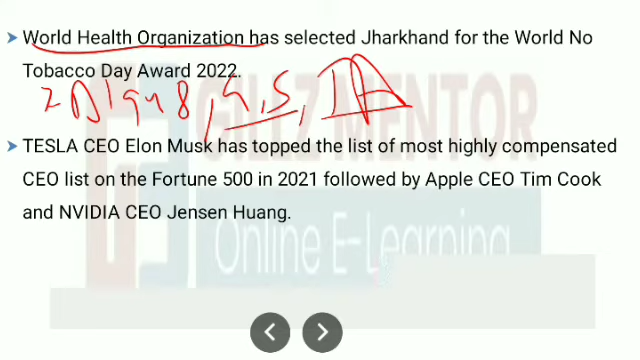 ➤ World Health Organization has selected Jharkhand for the World No
Tobacco Day Award 2022.
➤ TESLA CEO Elon Musk has topped the list of most highly compensated
CEO list on the Fortune 500 in 2021 followed by Apple CEO Tim Cook
and NVIDIA CEO Jensen Huang.
MENTOR
Online E-Learning